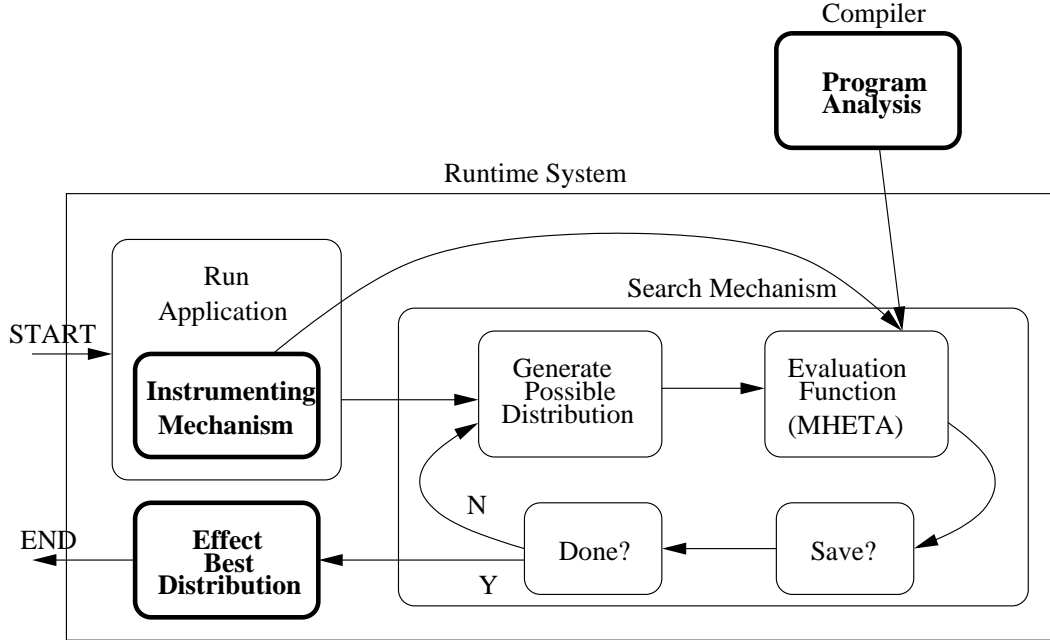 Compiler
Program
Analysis
Runtime System
Run
Application
Search Mechanism
START
Instrumenting
Mechanism
Generate
Possible
Distribution
Evaluation
Function
(MHETA)
N
END
Effect
Best
Distribution
Y
Done?
Save?